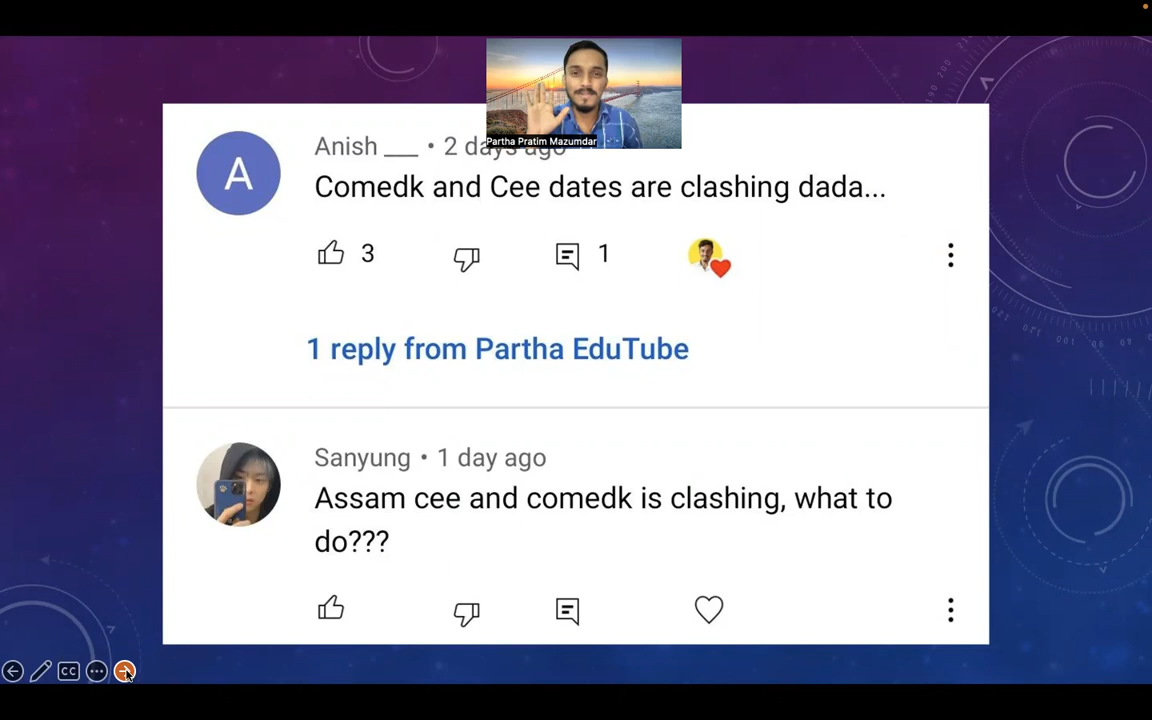 Partha Pratim Mazumdar
A
Anish ___ • 2 days ago
Comedk and Cee dates are clashing dada...
3
1
1 reply from Partha EduTube
Sanyung • 1 day ago
Assam cee and comedk is clashing, what to
do???
CC